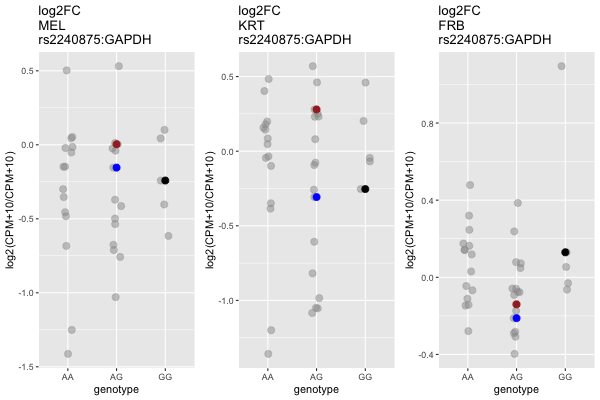 log2FC
MEL
rs2240875:GAPDH
log2(CPM+10/CPM+10)
0.5
0.0
-0.5
-1.0
-1.5
AA AG GG
genotype
log2FC
KRT
rs2240875:GAPDH
log2(CPM+10/CPM+10)
0.5
0.0
-0.5
-1.0
AA AG GG
genotype
log2FC
FRB
rs2240875:GAPDH
log2(CPM+10/CPM+10)
0.8
0.4
0.0
-0.4
AA AG GG
genotype